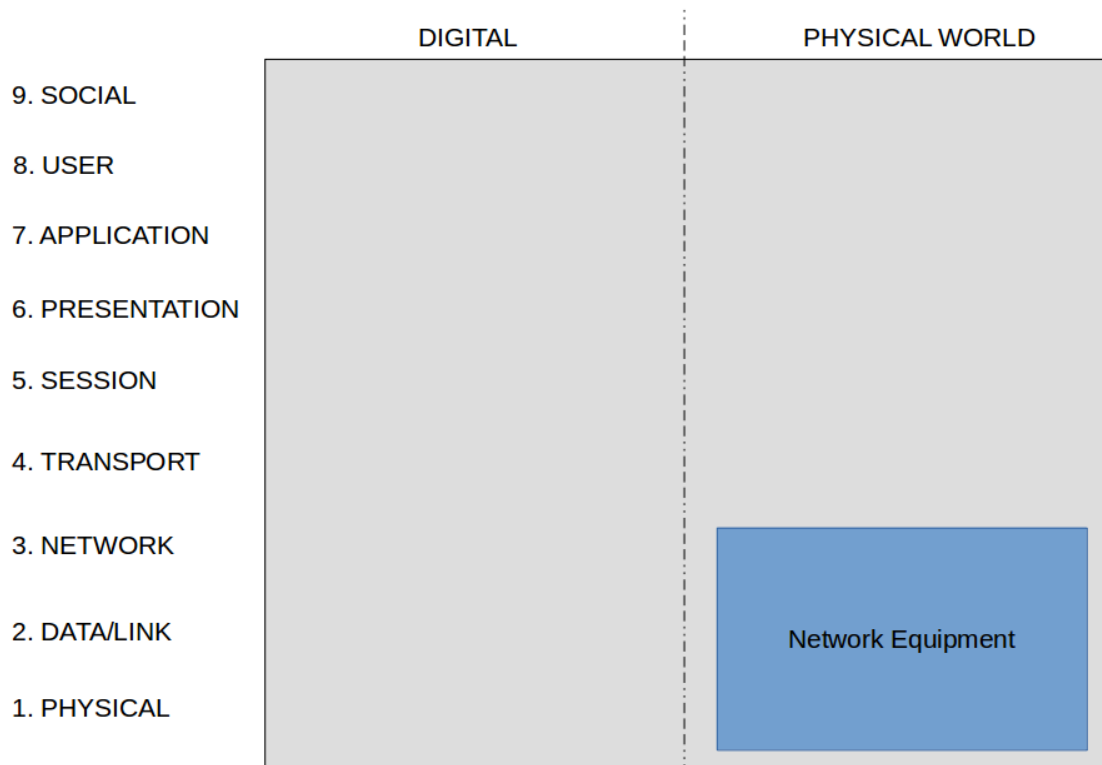 DIGITAL
PHYSICAL WORLD
9. SOCIAL
8. USER
7. APPLICATION
6. PRESENTATION
5. SESSION
4. TRANSPORT
3. NETWORK
2. DATA/LINK
Network Equipment
1. PHYSICAL